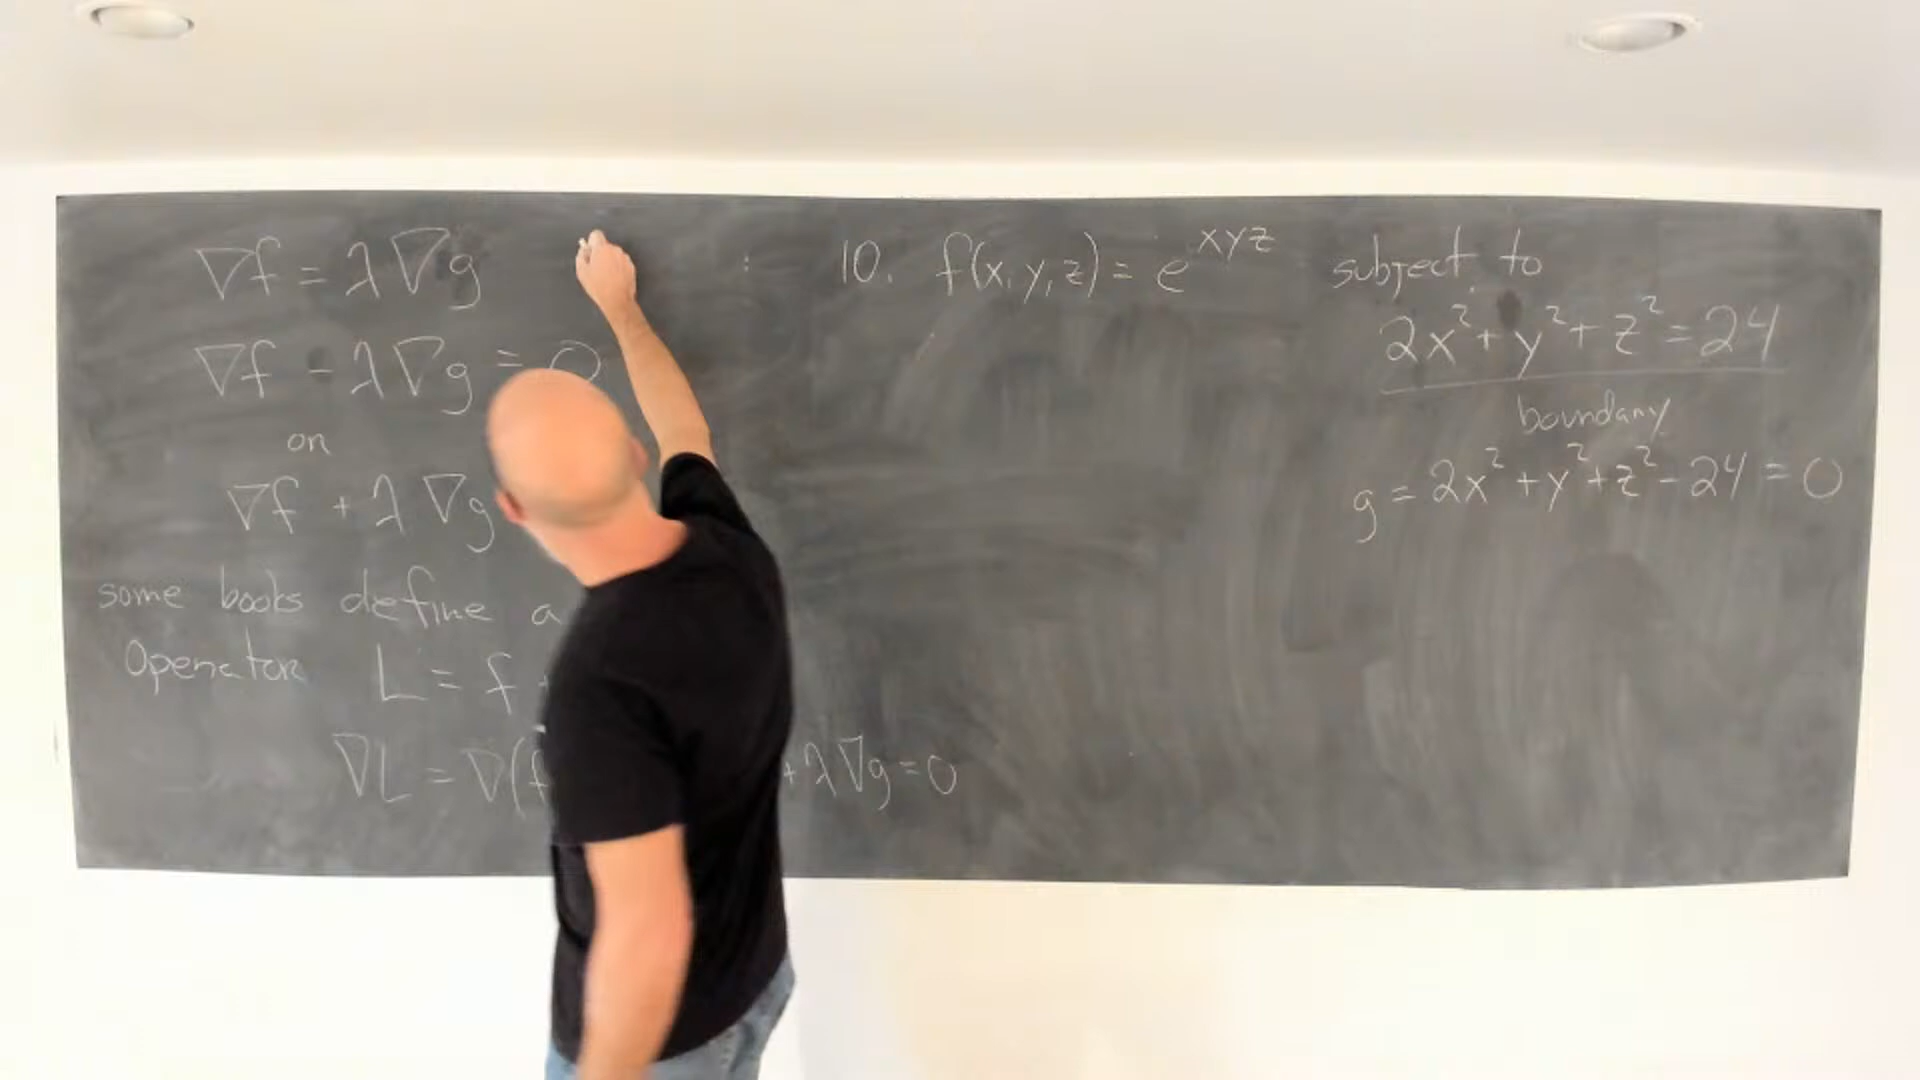 ∇f = λ∇g
∇f - λ∇g = 0
or
∇f + λ ∇g
some books define a
Operator L = f
∇L = ∇(f + λ∇g = 0
10. f(x,y,z) = e^xyz subject to
2x² + y² + z² = 24
boundary
g = 2x² + y² + z² - 24 = 0